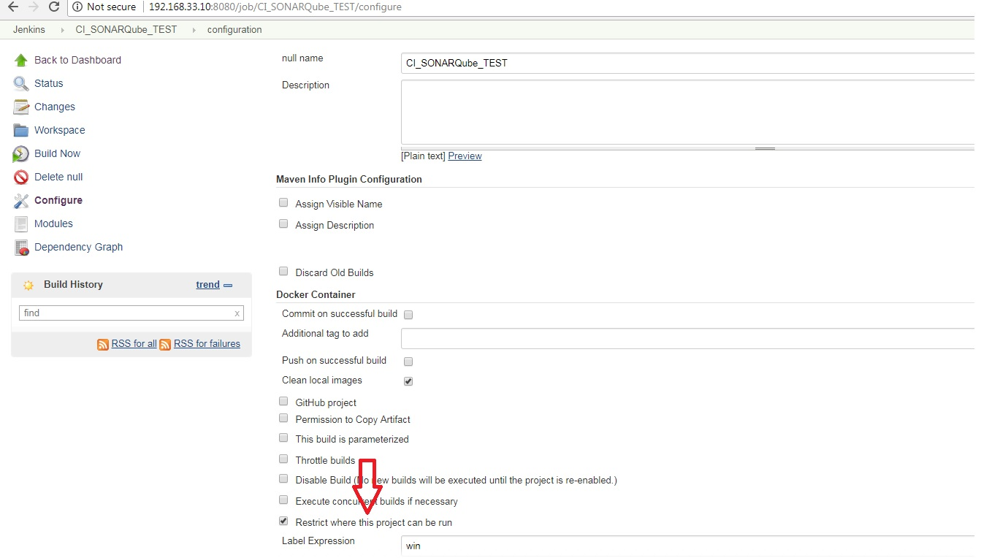 Not secure | 192.168.33.10:8080/job/CI_SONARQube_TEST/configure
Jenkins CI_SONARQube_TEST configuration
Back to Dashboard
Status
Changes
Workspace
Build Now
Delete null
Configure
Modules
Dependency Graph
Build History trend
find x
RSS for all RSS for failures
null name CI_SONARQube_TEST
Description
[Plain text] Preview
Maven Info Plugin Configuration
Assign Visible Name
Assign Description
Discard Old Builds
Docker Container
Commit on successful build
Additional tag to add
Push on successful build
Clean local images
GitHub project
Permission to Copy Artifact
This build is parameterized
Throttle builds
Disable Build (No new builds will be executed until the project is re-enabled.)
Execute concurrent builds if necessary
Restrict where this project can be run
Label Expression win